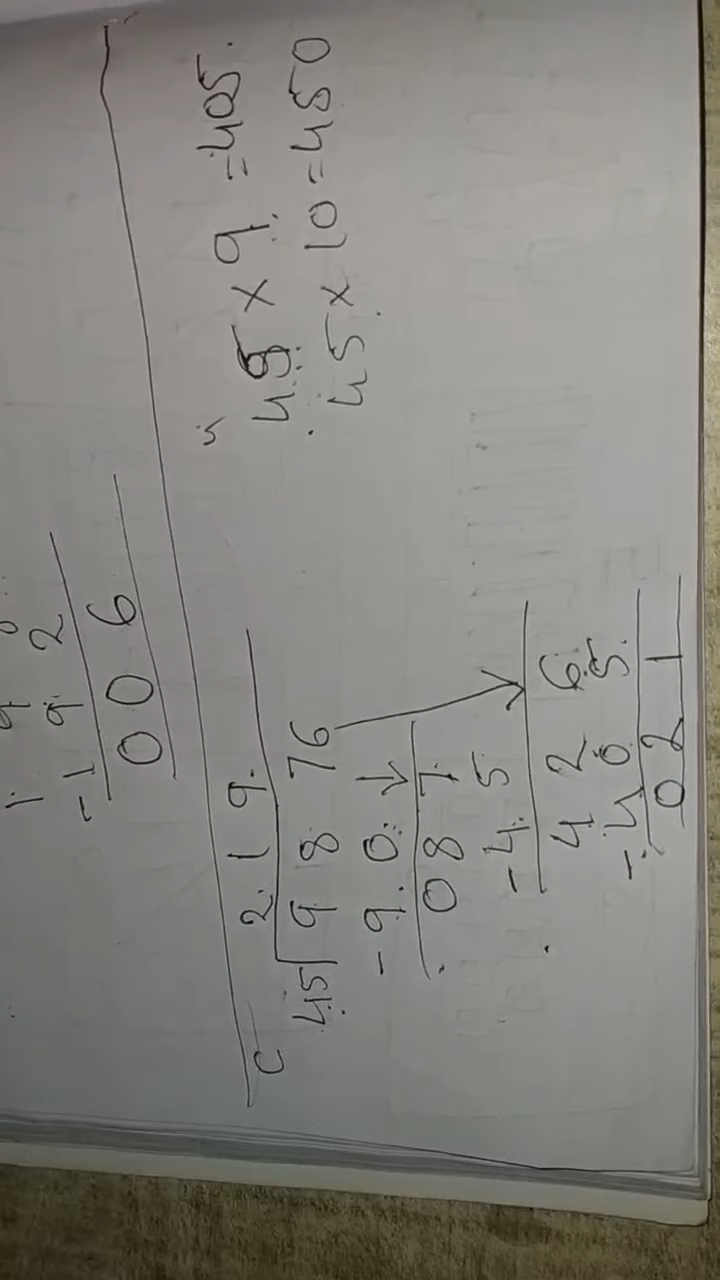 - 1 9 2
0 0 6
C
2 1 9
45 9 8 7 6
- 9 0 ↓
0 8 7
- 4 5
4 2 6
- 4 0 5
0 2 1
45 × 9 = 405
45 × 10 = 450